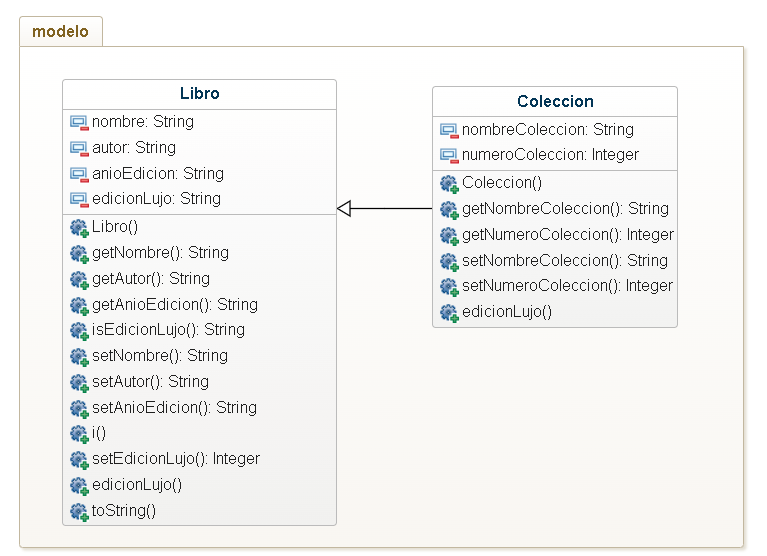 modelo
Libro
nombre: String
autor: String
anioEdicion: String
edicionLujo: String
Libro()
getNombre(): String
getAutor(): String
getAnioEdicion(): String
isEdicionLujo(): String
setNombre(): String
setAutor(): String
setAnioEdicion(): String
i()
setEdicionLujo(): Integer
edicionLujo()
toString()
Coleccion
nombreColeccion: String
numeroColeccion: Integer
Coleccion()
getNombreColeccion(): String
getNumeroColeccion(): Integer
setNombreColeccion(): String
setNumeroColeccion(): Integer
edicionLujo()